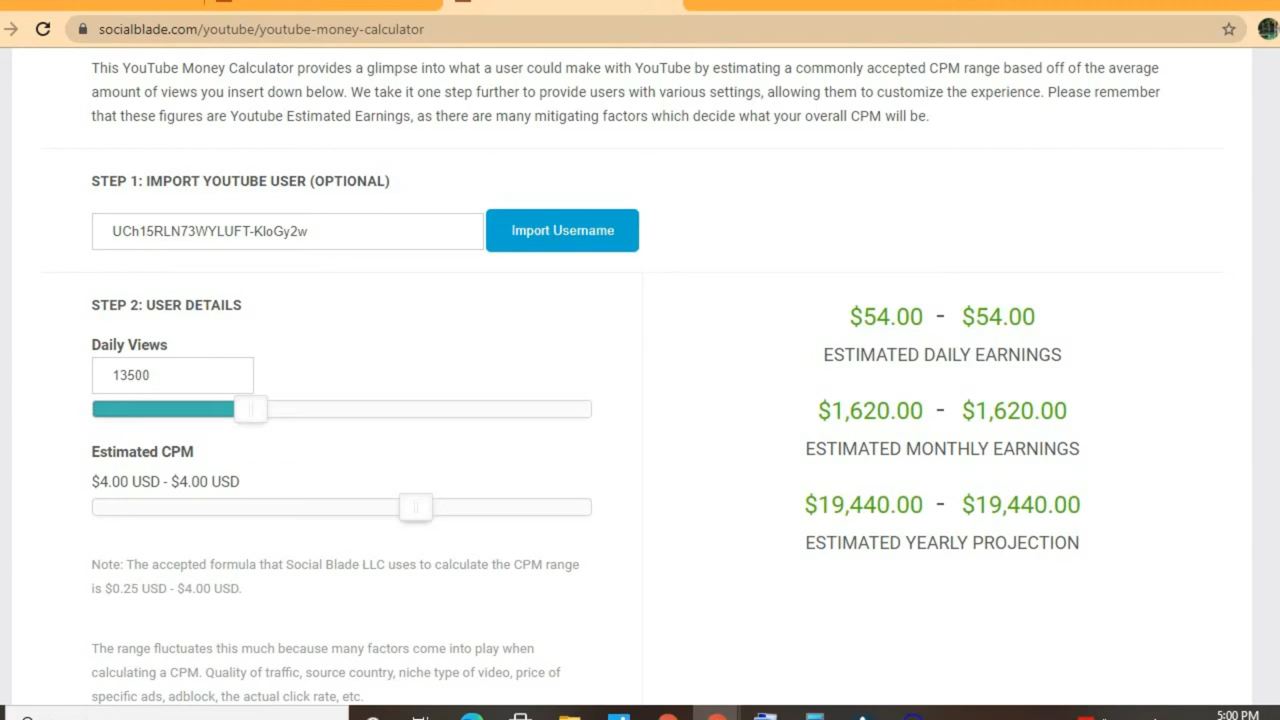 socialblade.com/youtube/youtube-money-calculator
This YouTube Money Calculator provides a glimpse into what a user could make with YouTube by estimating a commonly accepted CPM range based off of the average
amount of views you insert down below. We take it one step further to provide users with various settings, allowing them to customize the experience. Please remember
that these figures are Youtube Estimated Earnings, as there are many mitigating factors which decide what your overall CPM will be.
STEP 1: IMPORT YOUTUBE USER (OPTIONAL)
UCh15RLN73WYLUFT-KIoGy2w
Import Username
STEP 2: USER DETAILS
Daily Views
13500
Estimated CPM
$4.00 USD - $4.00 USD
Note: The accepted formula that Social Blade LLC uses to calculate the CPM range
is $0.25 USD - $4.00 USD.
The range fluctuates this much because many factors come into play when
calculating a CPM. Quality of traffic, source country, niche type of video, price of
specific ads, adblock, the actual click rate, etc.
$54.00 - $54.00
ESTIMATED DAILY EARNINGS
$1,620.00 - $1,620.00
ESTIMATED MONTHLY EARNINGS
$19,440.00 - $19,440.00
ESTIMATED YEARLY PROJECTION
5:00 PM